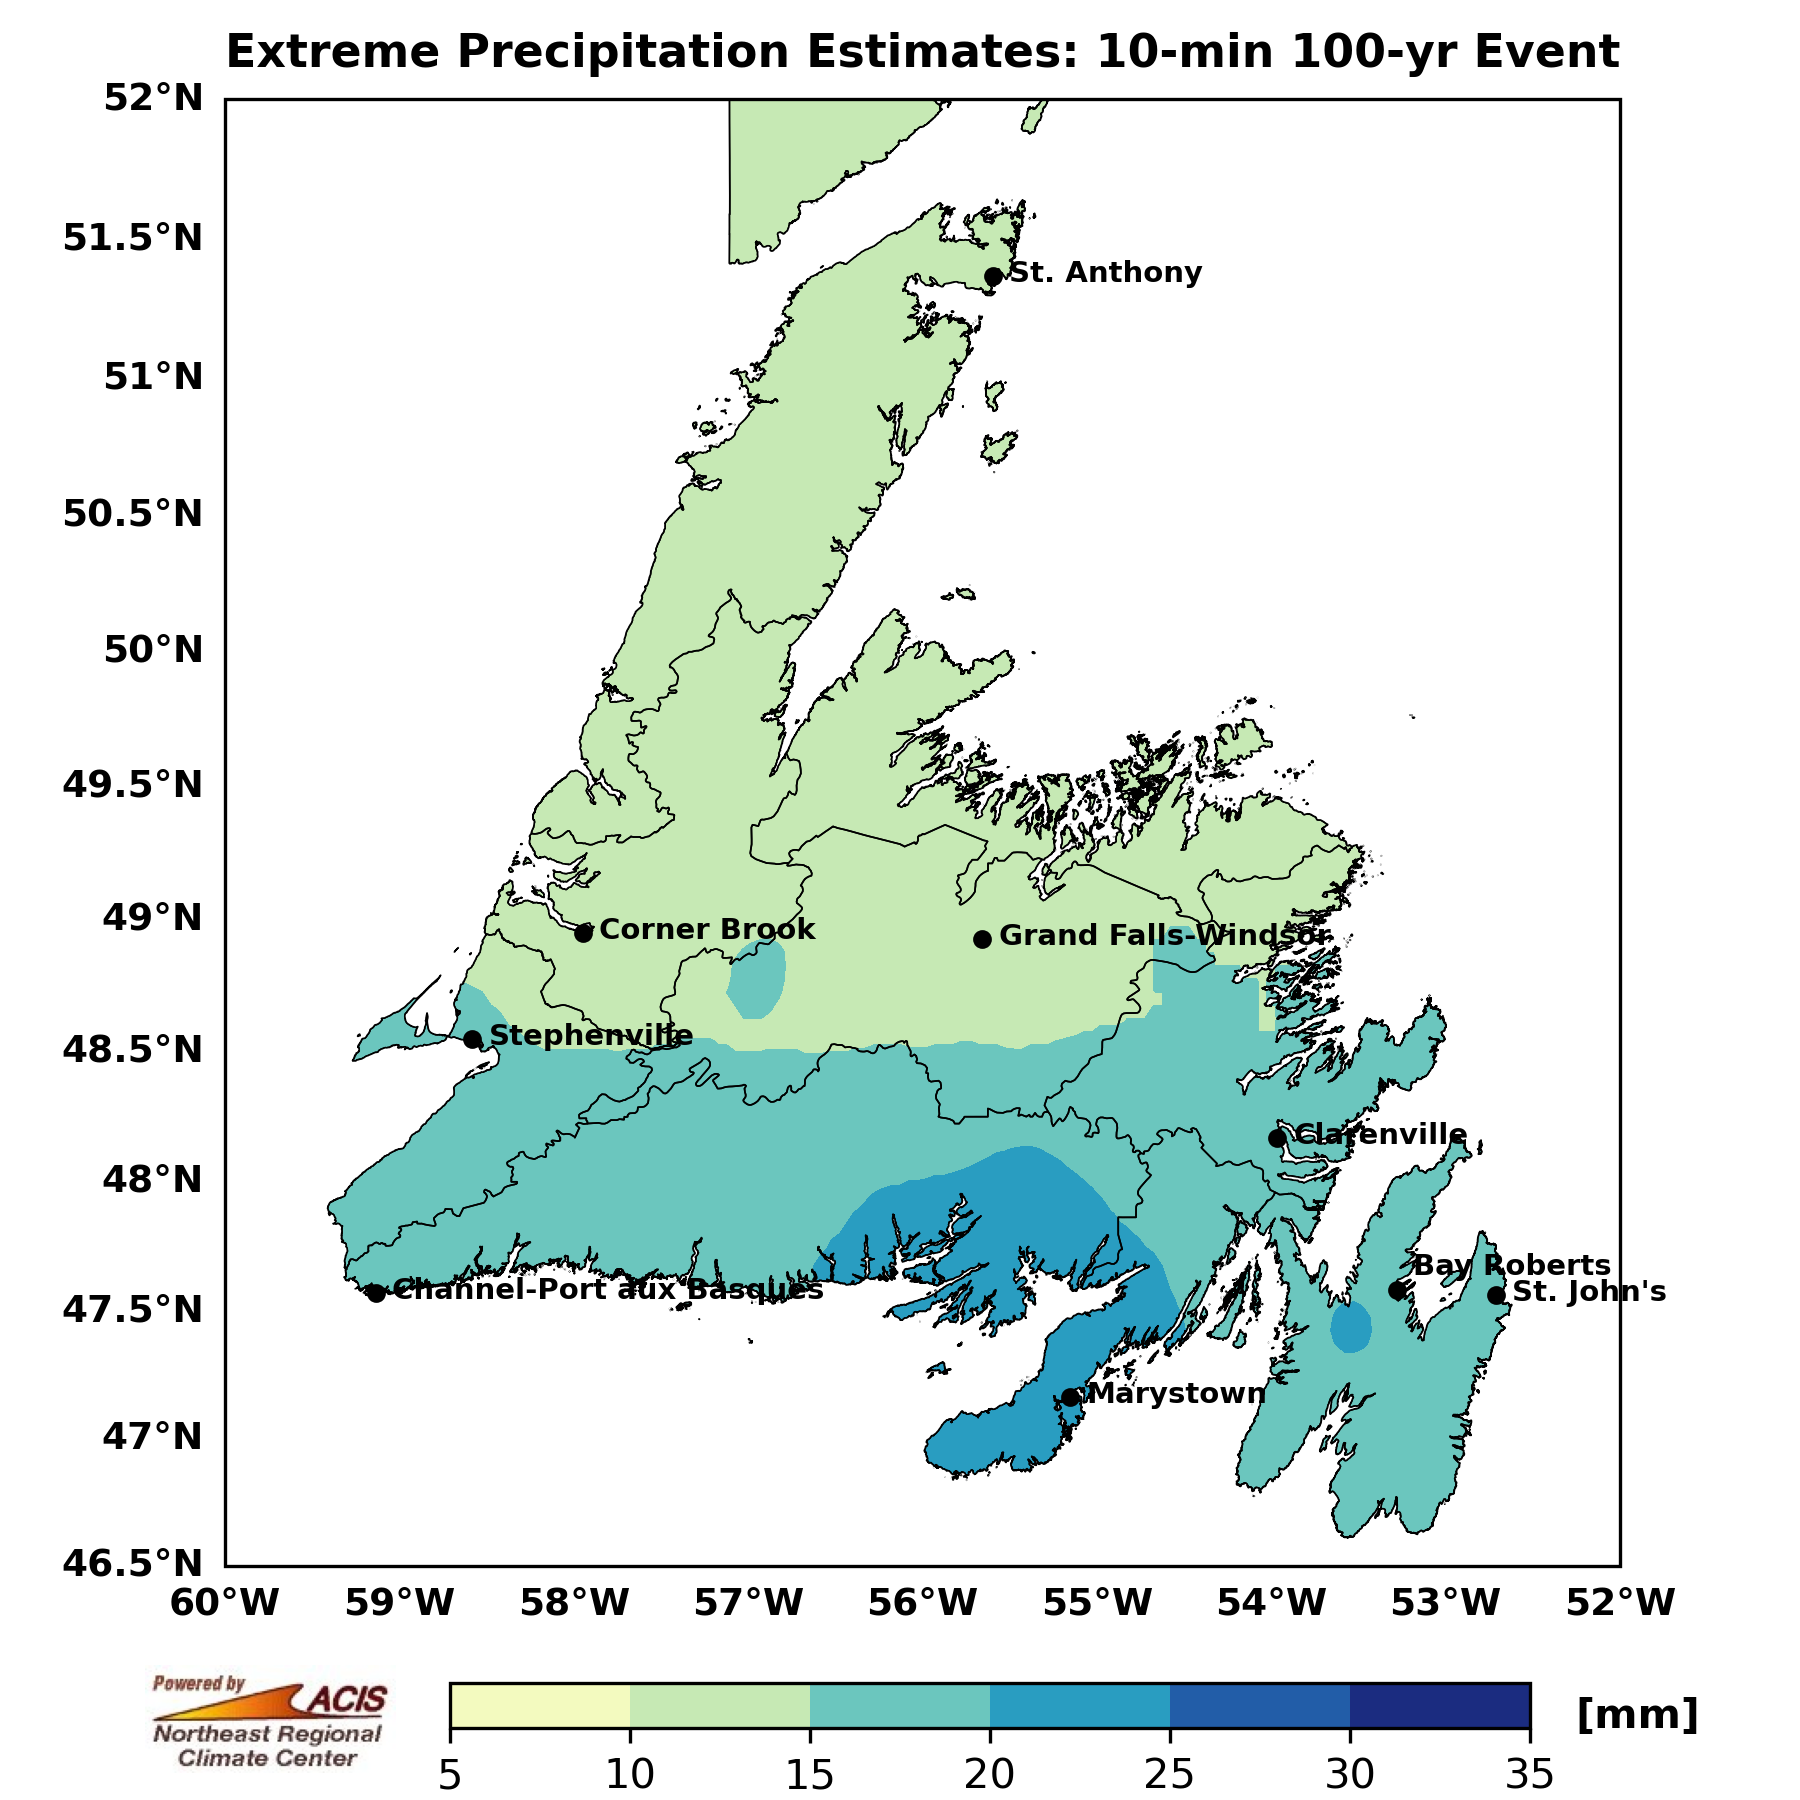 Extreme Precipitation Estimates: 10-min 100-yr Event
52°N
51.5°N
St. Anthony
51°N
50.5°N
50°N
49.5°N
49°N
Corner Brook
Grand Falls-Windsor
48.5°N
Stephenville
Clarenville
48°N
Bay Roberts
47.5°N
Channel-Port aux Basques
St. John's
Marystown
47°N
46.5°N
60°W 59°W 58°W 57°W 56°W 55°W 54°W 53°W 52°W
Powered by
ACIS
Northeast Regional
Climate Center
[mm]
5 10 15 20 25 30 35